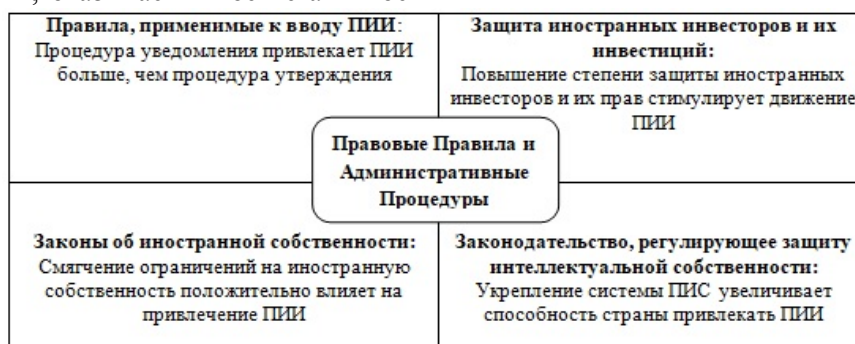 Правила, применимые к вводу ПИИ:
Процедура уведомления привлекает ПИИ
больше, чем процедура утверждения
Защита иностранных инвесторов и их
инвестиций:
Повышение степени защиты иностранных
инвесторов и их прав стимулирует движение
ПИИ
Правовые Правила и
Административные
Процедуры
Законы об иностранной собственности:
Смягчение ограничений на иностранную
собственность положительно влияет на
привлечение ПИИ
Законодательство, регулирующее защиту
интеллектуальной собственности:
Укрепление системы ПИС увеличивает
способность страны привлекать ПИИ